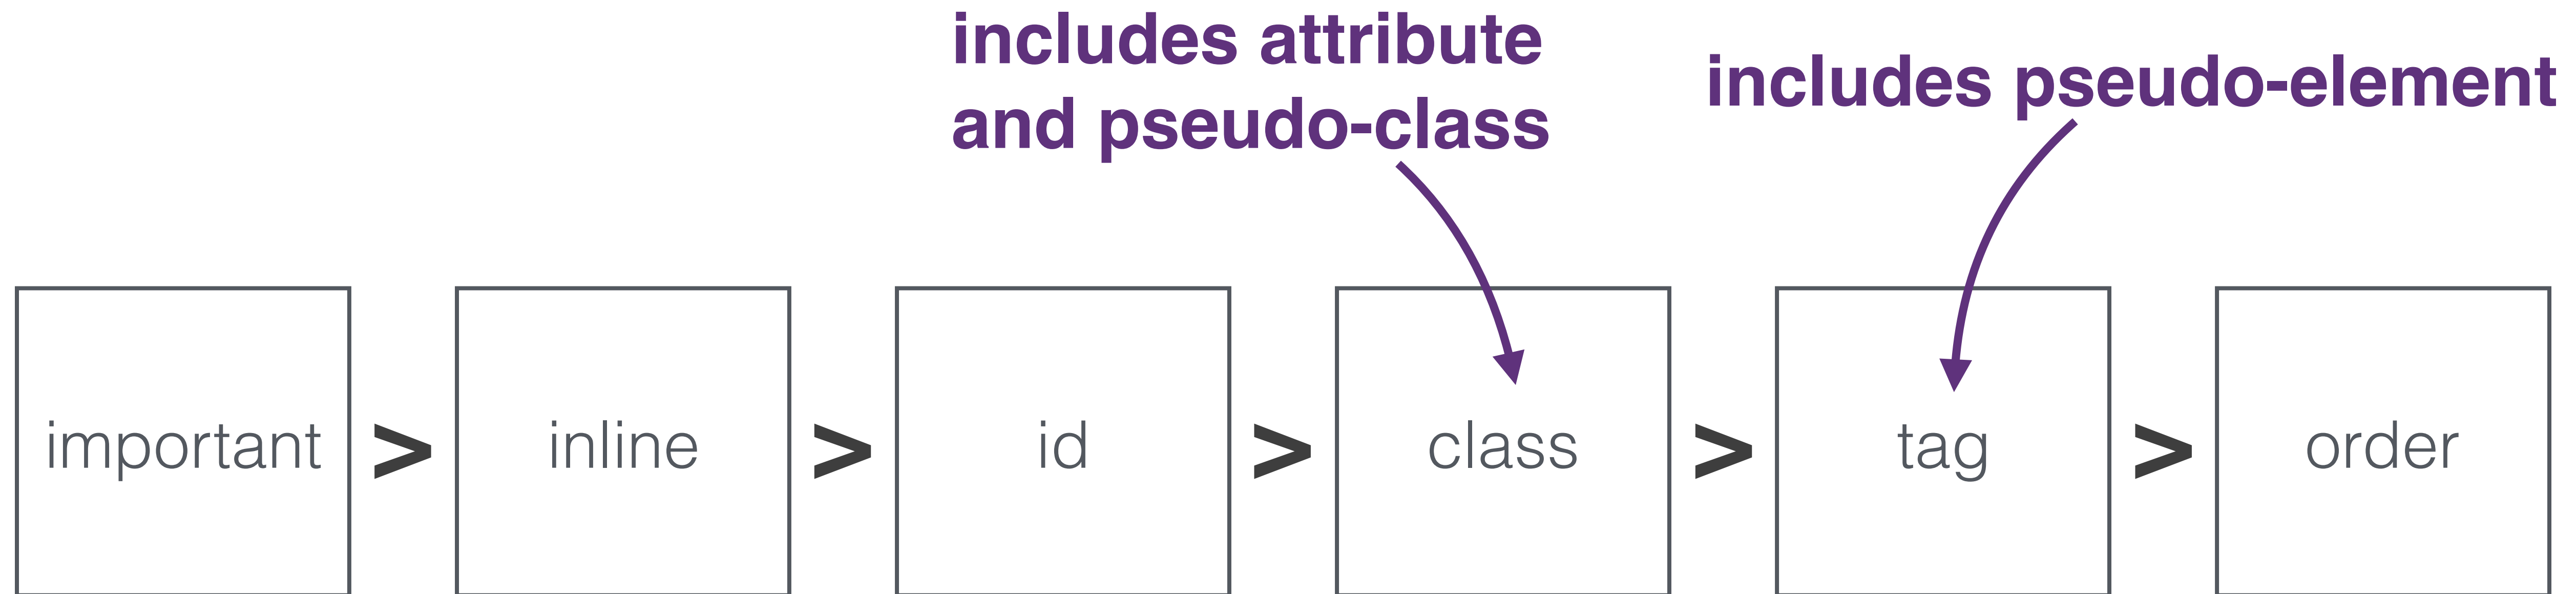 includes attribute
and pseudo-class
includes pseudo-element
important > inline > id > class > tag > order